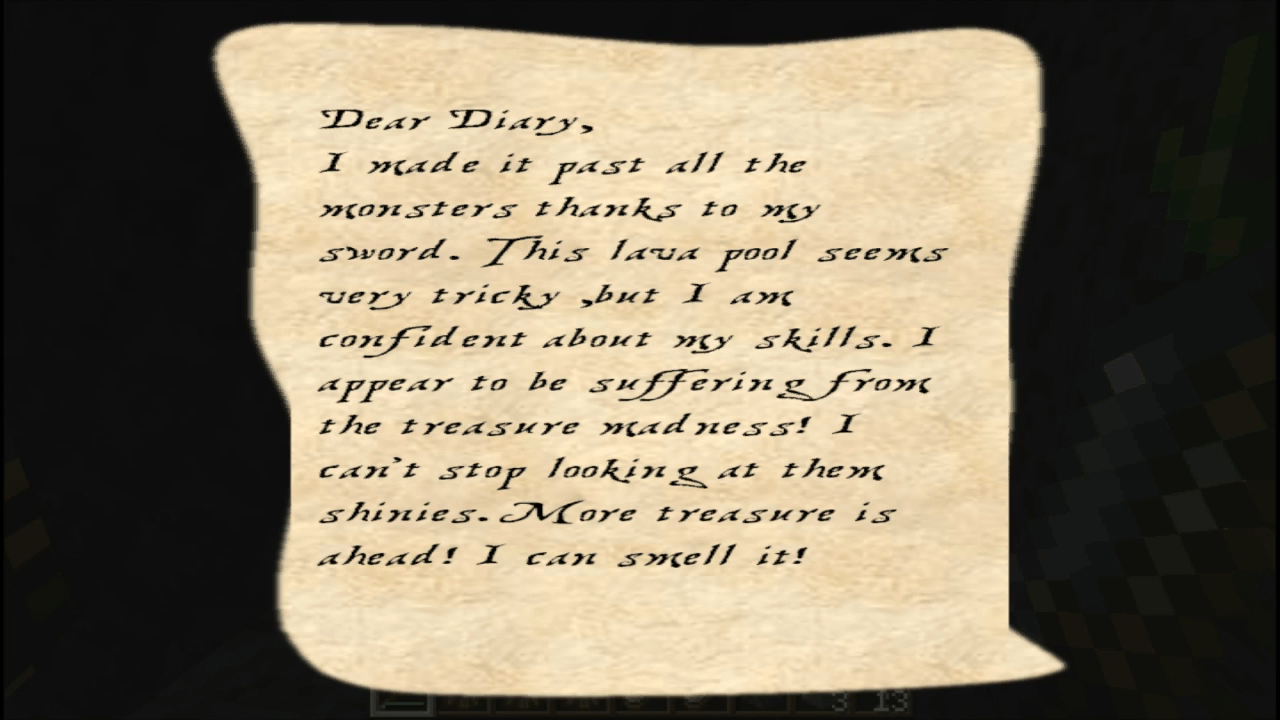 Dear Diary,
I made it past all the
monsters thanks to my
sword. This lava pool seems
very tricky ,but I am
confident about my skills. I
appear to be suffering from
the treasure madness! I
can't stop looking at them
shinies. More treasure is
ahead! I can smell it!
3 13